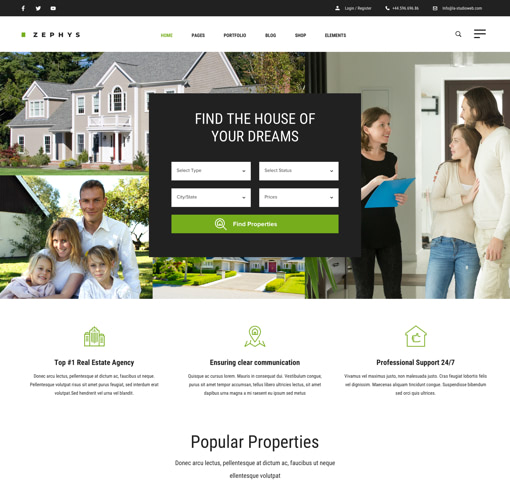 Login / Register
+44 596 696 86
info@la-studioweb.com
ZEPHYS
HOME
PAGES
PORTFOLIO
BLOG
SHOP
ELEMENTS
FIND THE HOUSE OF
YOUR DREAMS
Select Type
Select Status
City/State
Prices
Find Properties
Top #1 Real Estate Agency
Donec arcu lectus, pellentesque at dictum ac, faucibus ut neque.
Pellentesque volutpat risus sit amet purus feugiat, sed interdum erat
volutpat.Sed hendrerit vel urna vel blandit.
Ensuring clear communication
Quisque ac cursus lorem. Mauris in consequat dui. Vestibulum congue,
purus sit amet tempor accumsan, tellus libero ultrices lectus, sit amet
dapibus urna magna a mi rasent nu ipsum sed metus
Professional Support 24/7
Vivamus vel maximus justo, non malesuada justo. Cras feugiat lobortis felis
vel dignissim. Maecenas aliquam tincidunt congue. Suspendisse bibendum
sed orci quis ultrices.
Popular Properties
Donec arcu lectus, pellentesque at dictum ac, faucibus ut neque
ellentesque volutpat